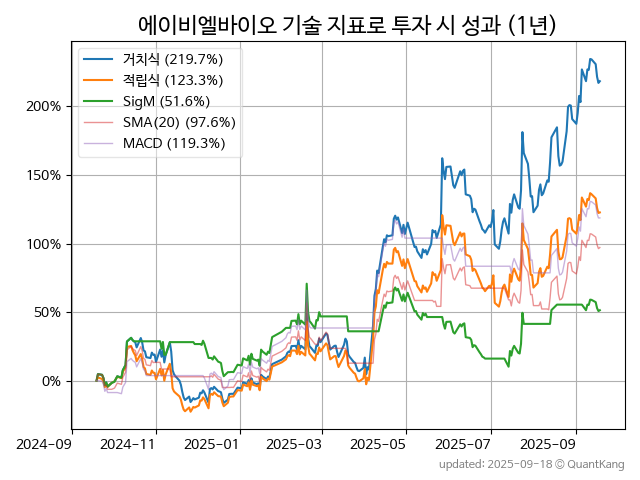 에이비엘바이오 기술 지표로 투자 시 성과 (1년)
거치식 (219.7%)
적립식 (123.3%)
SigM (51.6%)
SMA(20) (97.6%)
MACD (119.3%)
200%
150%
100%
50%
0%
2024-09 2024-11 2025-01 2025-03 2025-05 2025-07 2025-09
updated: 2025-09-18 © QuantKang